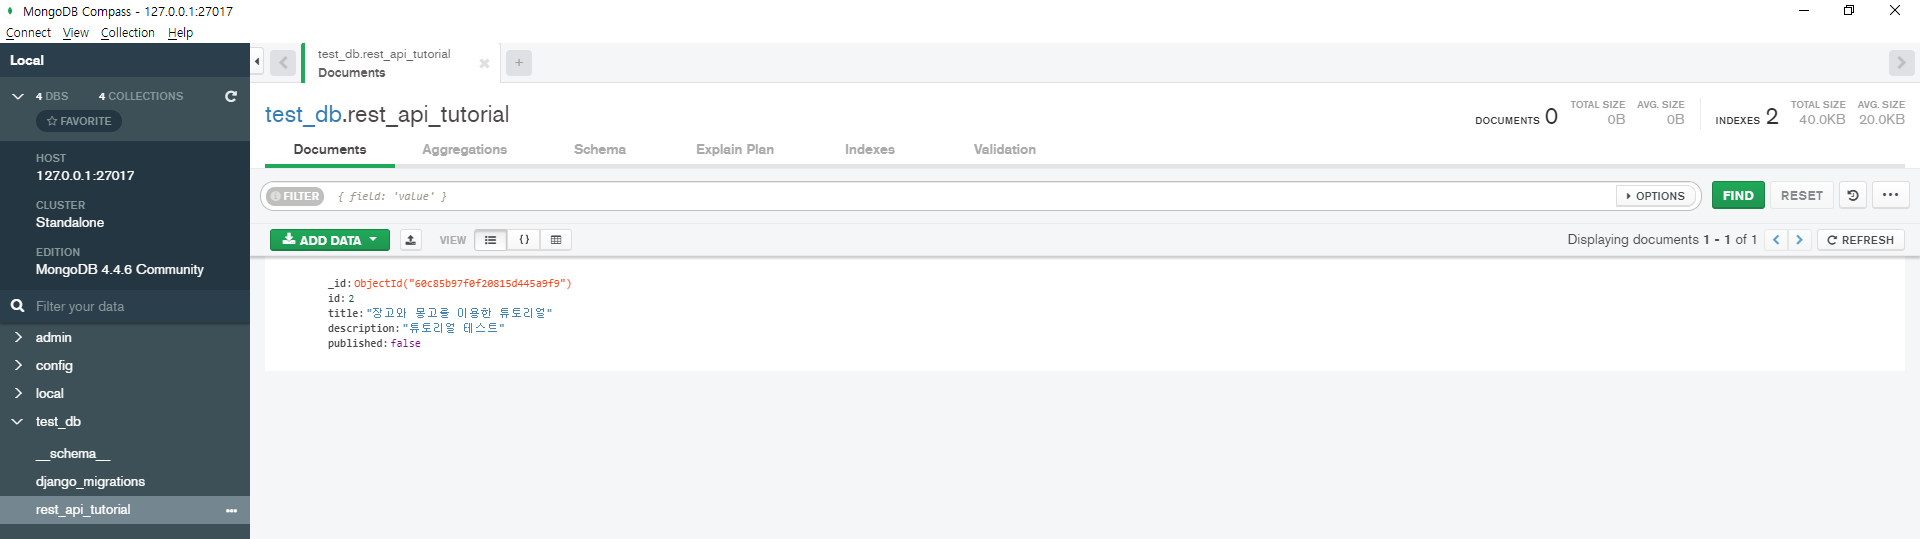 MongoDB Compass - 127.0.0.1:27017
Connect View Collection Help
Local
4 DBS 4 COLLECTIONS
FAVORITE
HOST
127.0.0.1:27017
CLUSTER
Standalone
EDITION
MongoDB 4.4.6 Community
Filter your data
admin
config
local
test_db
__schema__
django_migrations
rest_api_tutorial
test_db.rest_api_tutorial
Documents
test_db.rest_api_tutorial
DOCUMENTS 0 TOTAL SIZE 0B AVG. SIZE 0B INDEXES 2 TOTAL SIZE 40.0KB AVG. SIZE 20.0KB
Documents Aggregations Schema Explain Plan Indexes Validation
FILTER { field: 'value' } OPTIONS FIND RESET
ADD DATA VIEW Displaying documents 1 - 1 of 1 REFRESH
_id: ObjectId("60c85b97f0f20815d445a9f9")
id: 2
title: "장고와 몽고를 이용한 튜토리얼"
description: "튜토리얼 테스트"
published: false